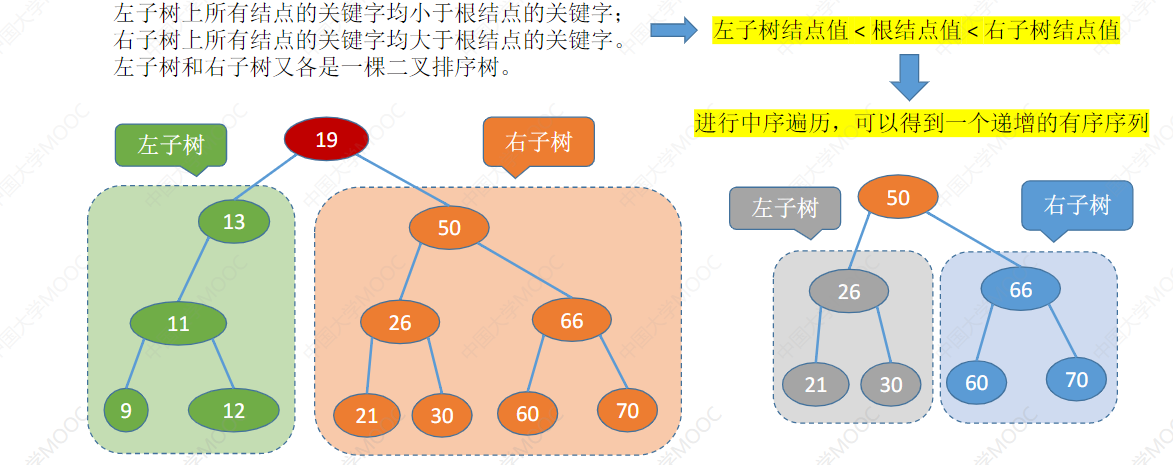 左子树上所有结点的关键字均小于根结点的关键字；
右子树上所有结点的关键字均大于根结点的关键字。
左子树和右子树又各是一棵二叉排序树。
左子树结点值 < 根结点值 < 右子树结点值
进行中序遍历，可以得到一个递增的有序序列
左子树
19
右子树
13
50
11
26
66
9
12
21
30
60
70
左子树
50
右子树
26
66
21
30
60
70
中国大学MOOC